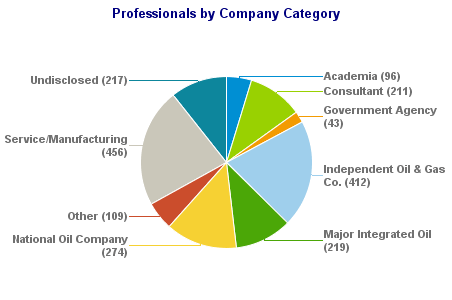 Professionals by Company Category
Academia (96)
Consultant (211)
Government Agency
(43)
Independent Oil & Gas
Co. (412)
Major Integrated Oil
(219)
National Oil Company
(274)
Other (109)
Service/Manufacturing
(456)
Undisclosed (217)